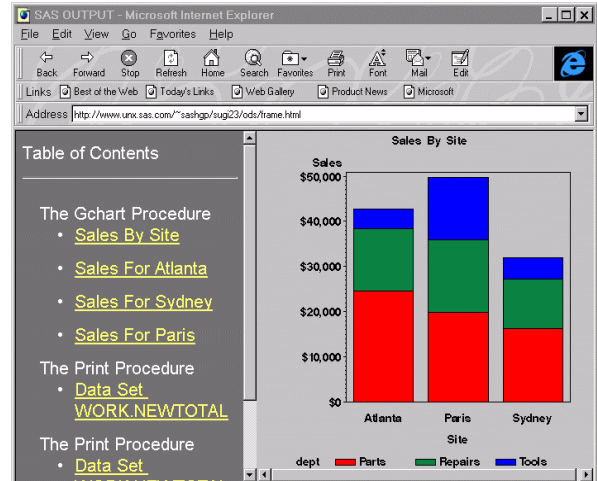 SAS OUTPUT - Microsoft Internet Explorer
File Edit View Go Favorites Help
Back Forward Stop Refresh Home Search Favorites Print Font Mail Edit
Links Best of the Web Today's Links Web Gallery Product News Microsoft
Address http://www.unx.sas.com/~sashgp/sugi23/ods/frame.html
Table of Contents
The Gchart Procedure
• Sales By Site
• Sales For Atlanta
• Sales For Sydney
• Sales For Paris
The Print Procedure
• Data Set
WORK.NEWTOTAL
The Print Procedure
• Data Set
Sales By Site
Sales
$50,000
$40,000
$30,000
$20,000
$10,000
$0
Atlanta Paris Sydney
Site
dept Parts Repairs Tools